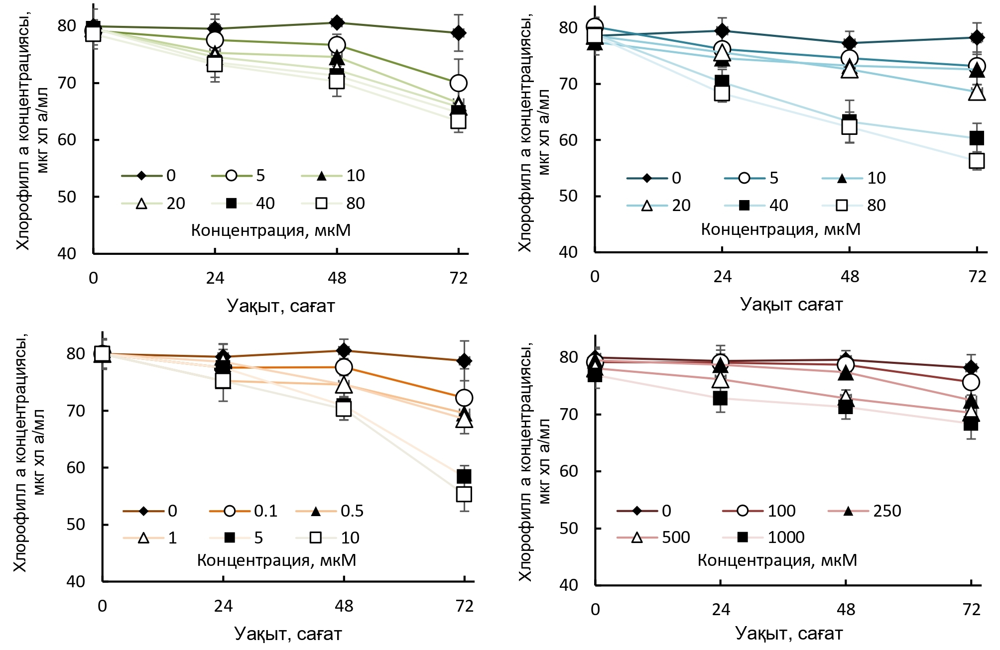 Хлорофилл а концентрациясы,
мкг хл а/мл
80
70
60
50
40
0 5 10
20 40 80
Концентрация, мкМ
0 24 48 72
Уақыт, сағат
Хлорофилл а концентрациясы,
мкг хл а/мл
80
70
60
50
40
0 5 10
20 40 80
Концентрация, мкМ
0 24 48 72
Уақыт сағат
Хлорофилл а концентрациясы,
мкг хл а/мл
80
70
60
50
40
0 0.1 0.5
1 5 10
Концентрация, мкМ
0 24 48 72
Уақыт, сағат
Хлорофилл а концентрациясы,
мкг хл а/мл
80
70
60
50
40
0 100 250
500 1000
Концентрация, мкМ
0 24 48 72
Уақыт, сағат